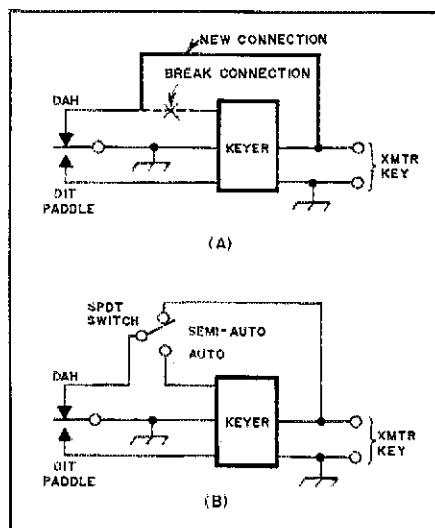 NEW CONNECTION
BREAK CONNECTION
DAH
KEYER
XMTR
KEY
DIT
PADDLE
(A)
SPDT
SWITCH
SEMI-AUTO
AUTO
DAH
KEYER
XMTR
KEY
DIT
PADDLE
(B)